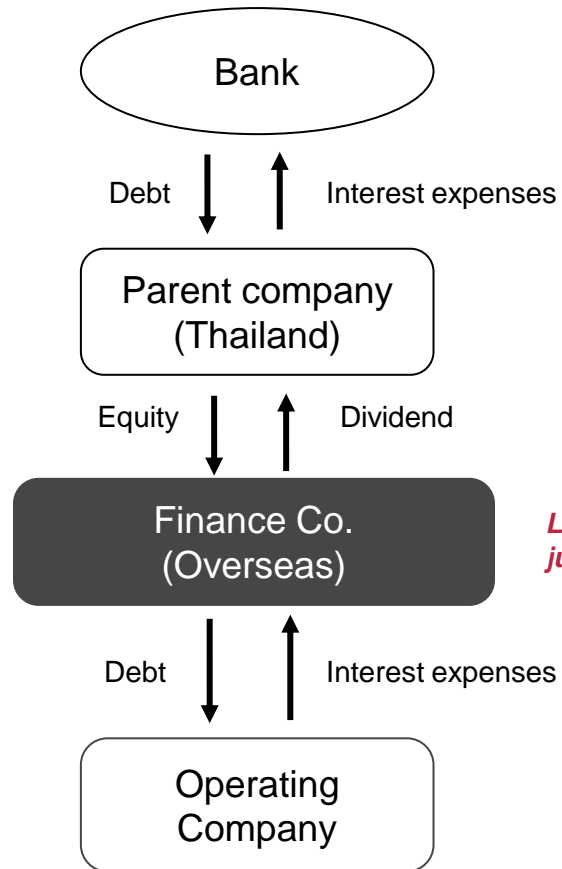 Bank
Debt
Interest expenses
Parent company
(Thailand)
Equity
Dividend
Finance Co.
(Overseas)
Debt
Interest expenses
Operating
Company